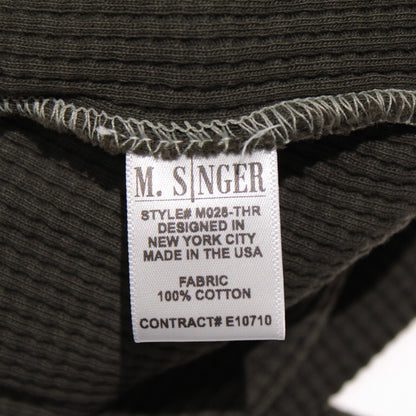 M. SINGER
STYLE# M028-THR
DESIGNED IN
NEW YORK CITY
MADE IN THE USA
FABRIC
100% COTTON
CONTRACT# E10710